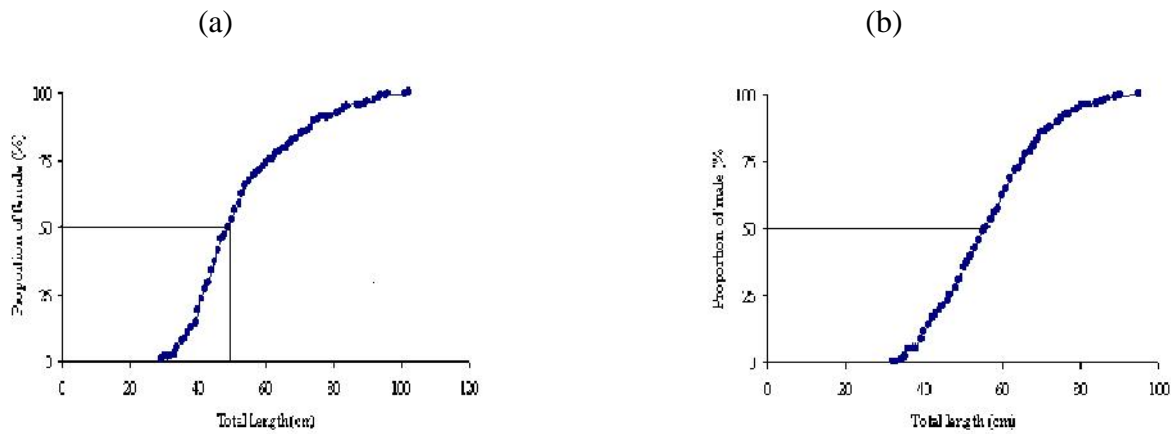 (a)
(b)
Proportion of female (%)
100
75
50
25
0
0 20 40 60 80 100 120
Total Length(cm)
Proportion of male (%
100
75
50
25
0
0 20 40 60 80 100
Total length (cm)